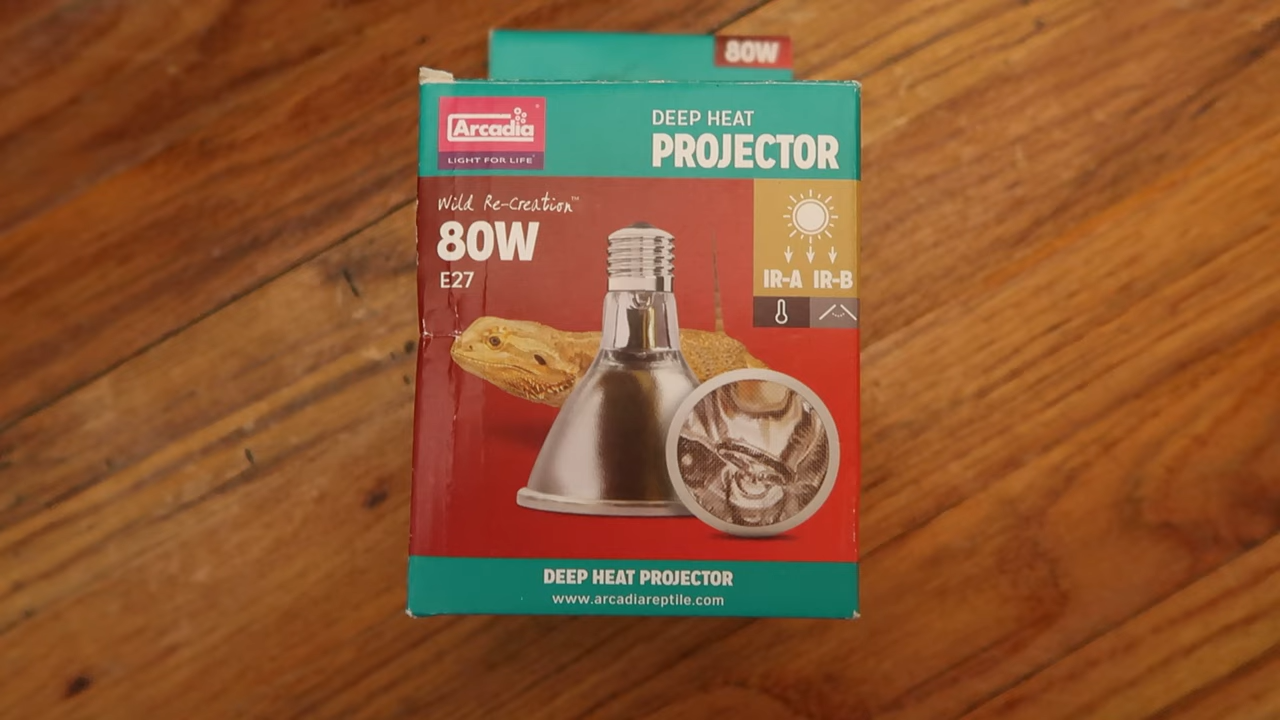 80W
Arcadia
LIGHT FOR LIFE
DEEP HEAT
PROJECTOR
Wild Re-Creation™
80W
E27
IR-A IR-B
DEEP HEAT PROJECTOR
www.arcadiareptile.com